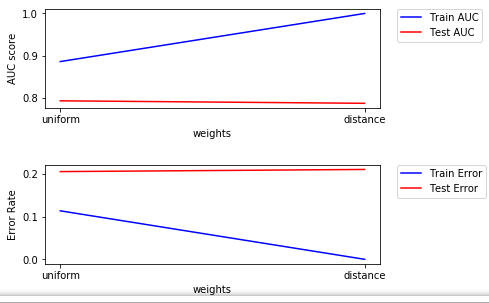 1.0
0.9
0.8
AUC score
uniform
distance
weights
Train AUC
Test AUC
0.2
0.1
0.0
Error Rate
uniform
distance
weights
Train Error
Test Error